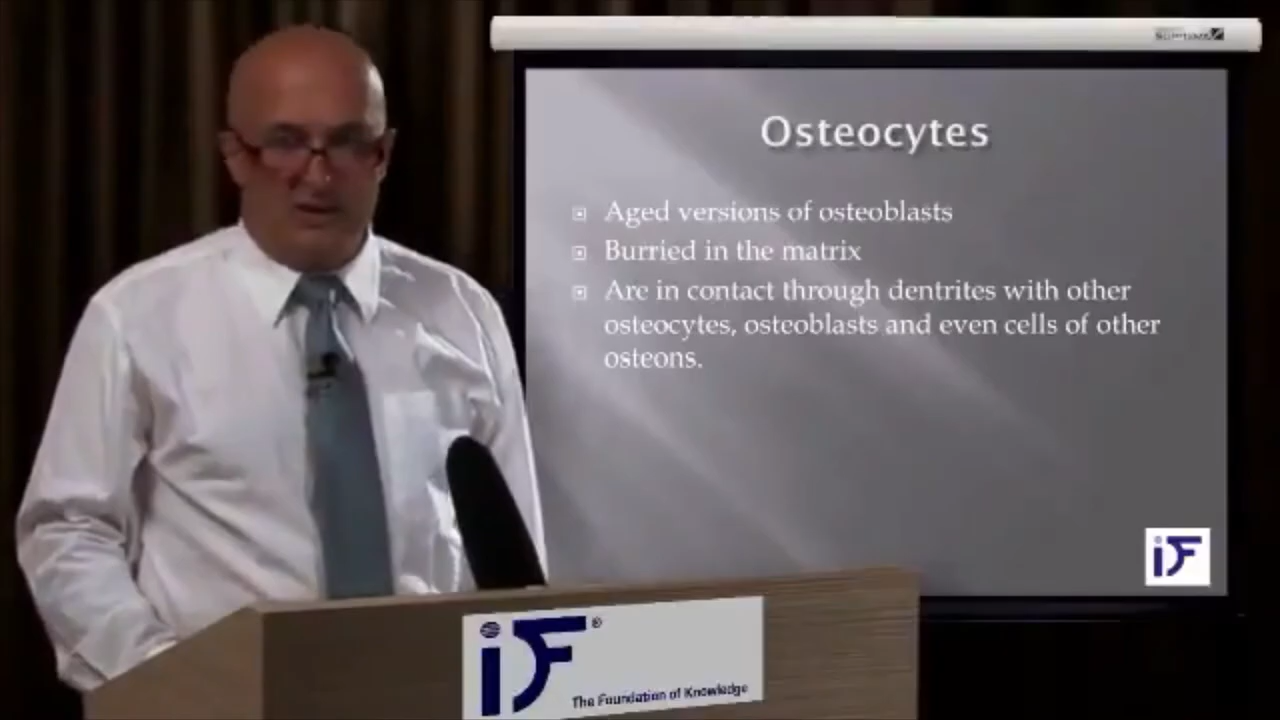 Osteocytes
Aged versions of osteoblasts
Burried in the matrix
Are in contact through dentrites with other
osteocytes, osteoblasts and even cells of other
osteons.
iF
iF®
The Foundation of Knowledge